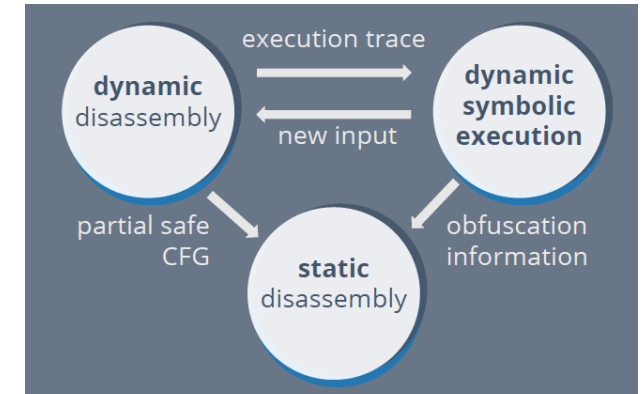 execution trace
dynamic
disassembly
dynamic
symbolic
execution
new input
partial safe
CFG
obfuscation
information
static
disassembly